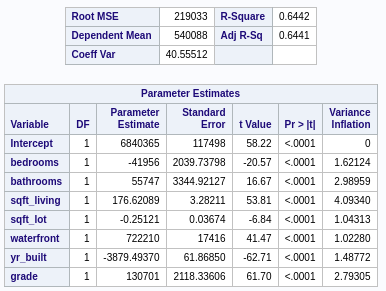 Root MSE 219033 R-Square 0.6442
Dependent Mean 540088 Adj R-Sq 0.6441
Coeff Var 40.55512
Parameter Estimates
Variable DF Parameter Estimate Standard Error t Value Pr > |t| Variance Inflation
Intercept 1 6840365 117498 58.22 <.0001 0
bedrooms 1 -41956 2039.73798 -20.57 <.0001 1.62124
bathrooms 1 55747 3344.92127 16.67 <.0001 2.98959
sqft_living 1 176.62089 3.28211 53.81 <.0001 4.09340
sqft_lot 1 -0.25121 0.03674 -6.84 <.0001 1.04313
waterfront 1 722210 17416 41.47 <.0001 1.02280
yr_built 1 -3879.49370 61.86850 -62.71 <.0001 1.48772
grade 1 130701 2118.33606 61.70 <.0001 2.79305